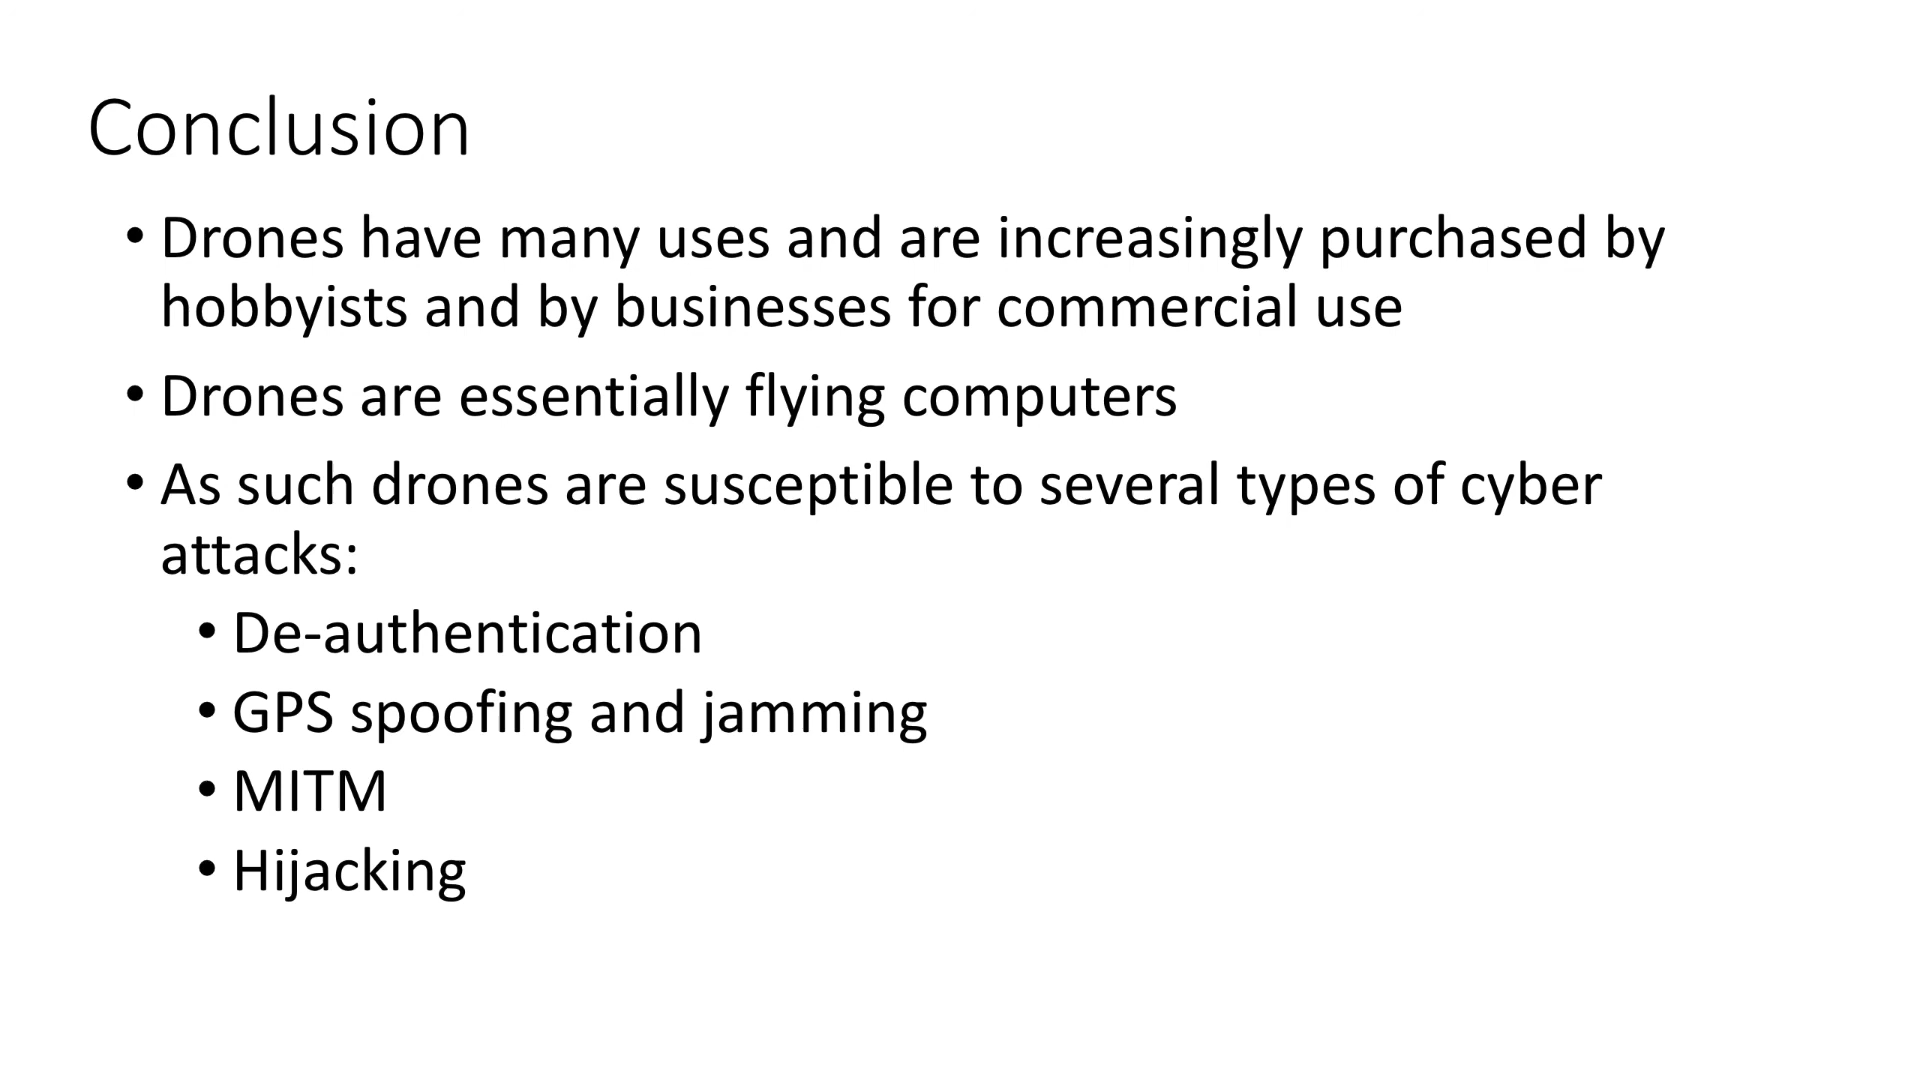 Conclusion
• Drones have many uses and are increasingly purchased by
hobbyists and by businesses for commercial use
• Drones are essentially flying computers
• As such drones are susceptible to several types of cyber
attacks:
• De-authentication
• GPS spoofing and jamming
• MITM
• Hijacking